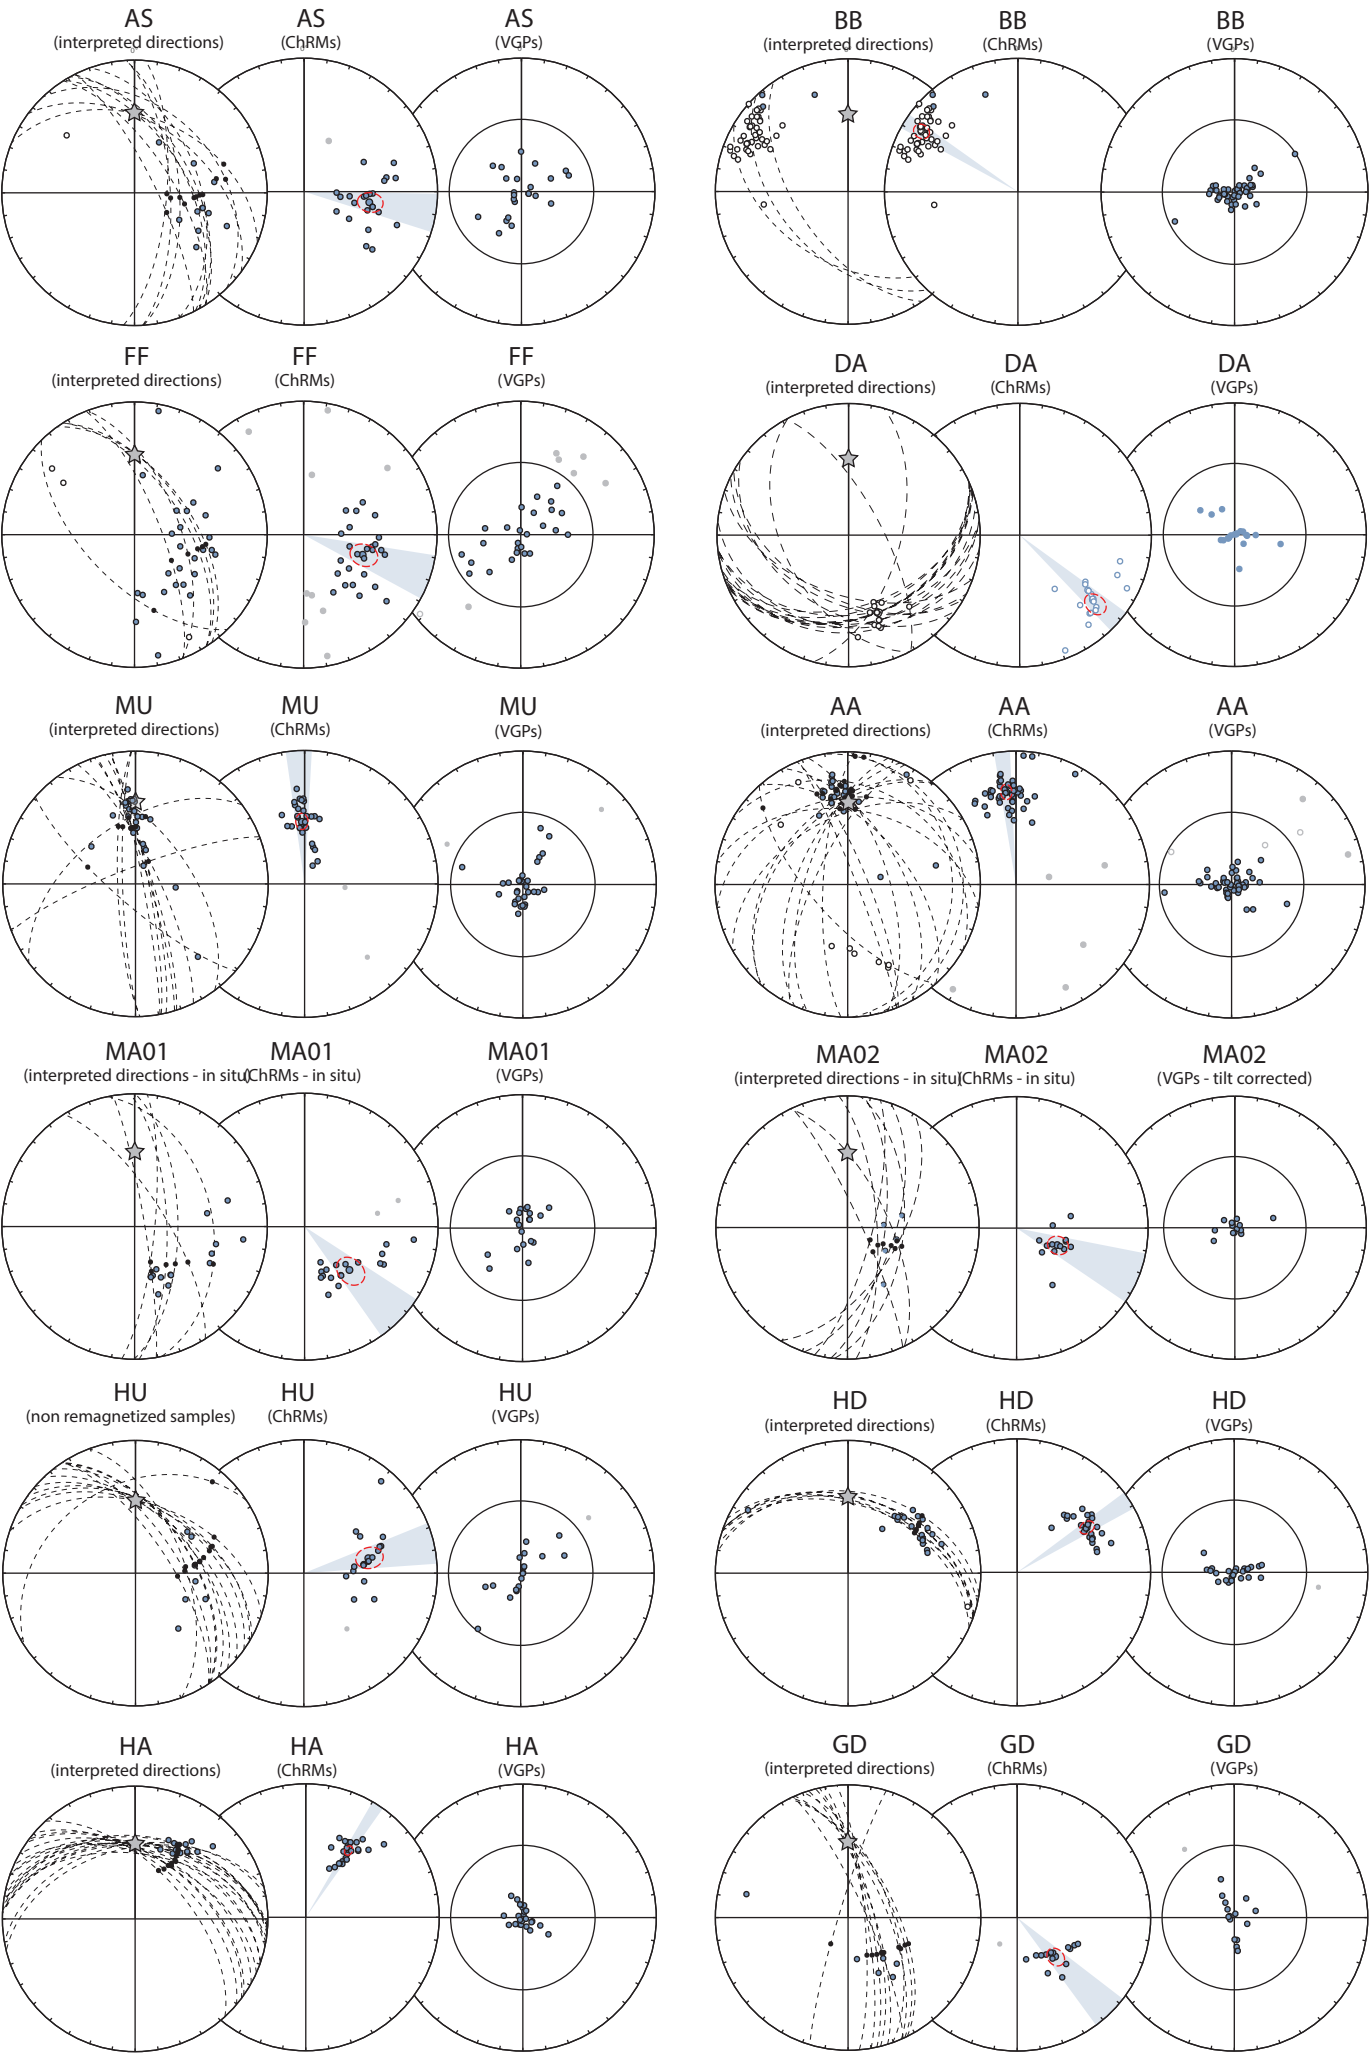 AS
(interpreted directions)
AS
(ChRMs)
AS
(VGPs)
BB
(interpreted directions)
BB
(ChRMs)
BB
(VGPs)
FF
(interpreted directions)
FF
(ChRMs)
FF
(VGPs)
DA
(interpreted directions)
DA
(ChRMs)
DA
(VGPs)
MU
(interpreted directions)
MU
(ChRMs)
MU
(VGPs)
AA
(interpreted directions)
AA
(ChRMs)
AA
(VGPs)
MA01
(interpreted directions - in situ)
MA01
(ChRMs - in situ)
MA01
(VGPs)
MA02
(interpreted directions - in situ)
MA02
(ChRMs - in situ)
MA02
(VGPs - tilt corrected)
HU
(non remagnetized samples)
HU
(ChRMs)
HU
(VGPs)
HD
(interpreted directions)
HD
(ChRMs)
HD
(VGPs)
HA
(interpreted directions)
HA
(ChRMs)
HA
(VGPs)
GD
(interpreted directions)
GD
(ChRMs)
GD
(VGPs)